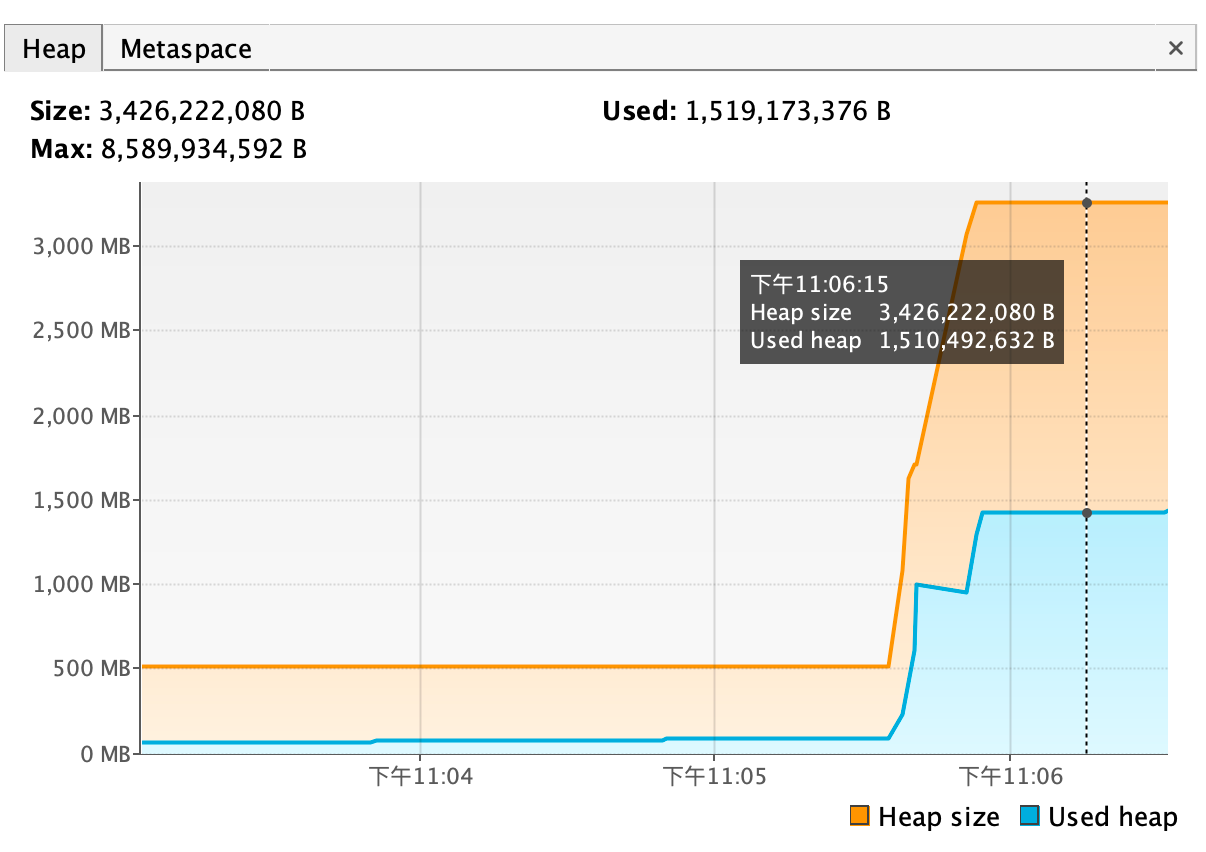 Heap Metaspace ×
Size: 3,426,222,080 B Used: 1,519,173,376 B
Max: 8,589,934,592 B
3,000 MB
2,500 MB
2,000 MB
1,500 MB
1,000 MB
500 MB
0 MB
下午11:06:15
Heap size 3,426,222,080 B
Used heap 1,510,492,632 B
下午11:04 下午11:05 下午11:06
Heap size Used heap